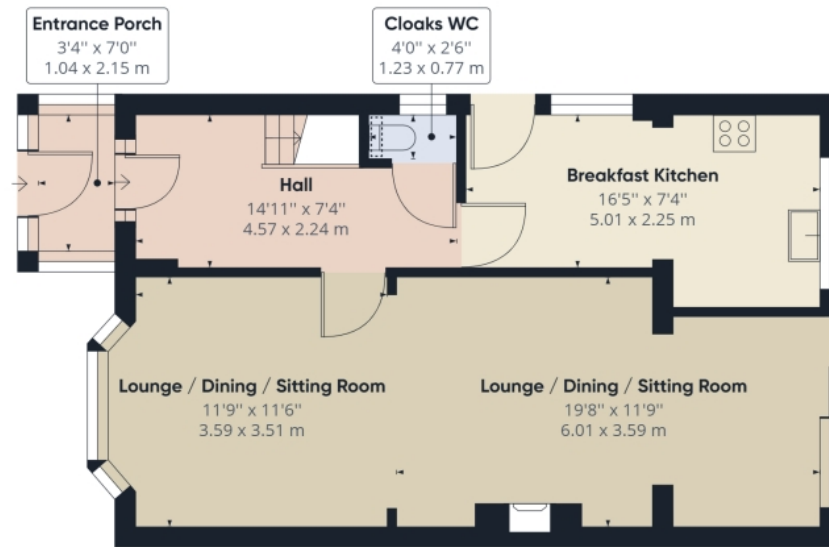 Entrance Porch
3'4" x 7'0"
1.04 x 2.15 m
Cloaks WC
4'0" x 2'6"
1.23 x 0.77 m
Hall
14'11" x 7'4"
4.57 x 2.24 m
Breakfast Kitchen
16'5" x 7'4"
5.01 x 2.25 m
Lounge / Dining / Sitting Room
11'9" x 11'6"
3.59 x 3.51 m
Lounge / Dining / Sitting Room
19'8" x 11'9"
6.01 x 3.59 m